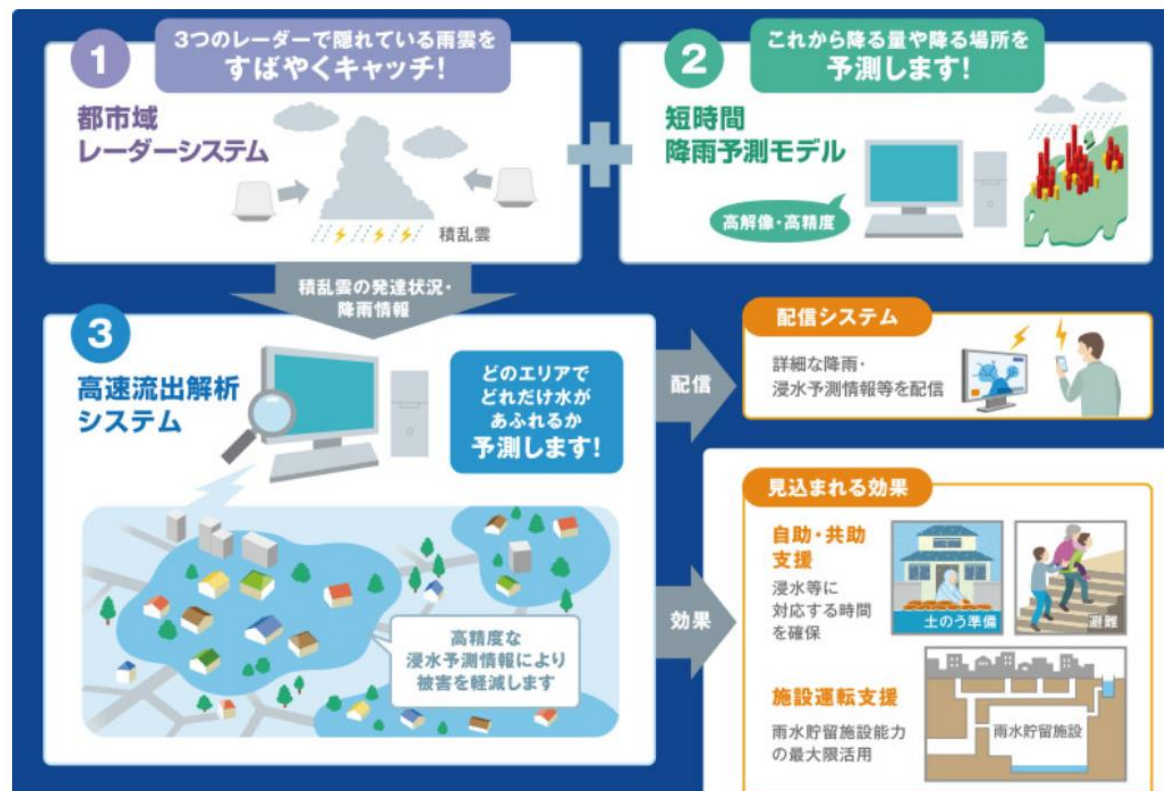 1
3つのレーダーで隠れている雨雲を
すばやくキャッチ!
都市域
レーダーシステム
積乱雲
2
これから降る量や降る場所を
予測します!
短時間
降雨予測モデル
高解像・高精度
積乱雲の発達状況・
降雨情報
3
高速流出解析
システム
どのエリアで
どれだけ水が
あふれるか
予測します!
高精度な
浸水予測情報により
被害を軽減します
配信
配信システム
詳細な降雨・
浸水予測情報等を配信
効果
見込まれる効果
自助・共助
支援
浸水等に
対応する時間
を確保
土のう準備
避難
施設運転支援
雨水貯留施設能力
の最大限活用
雨水貯留施設